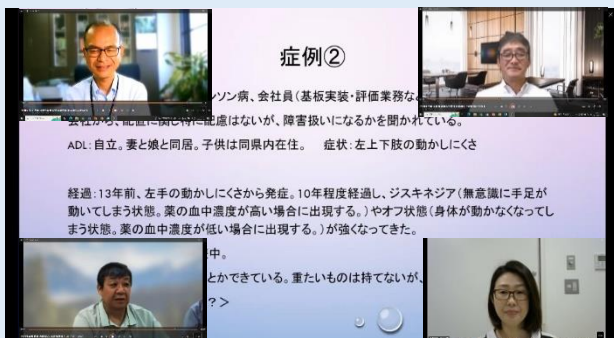 症例②
ンソン病、会社員(基板実装・評価業務な
会社から、配置に関し特に配慮はないが、障害扱いになるかを聞かれている。
ADL:自立。妻と娘と同居。子供は同県内在住。 症状:左上下肢の動かしにくさ
経過:13年前、左手の動かしにくさから発症。10年程度経過し、ジスキネジア(無意識に手足が
動いてしまう状態。薬の血中濃度が高い場合に出現する。)やオフ状態(身体が動かなくなってし
まう状態。薬の血中濃度が低い場合に出現する。)が強くなってきた。
中。
とかできている。重たいものは持てないが、
?>